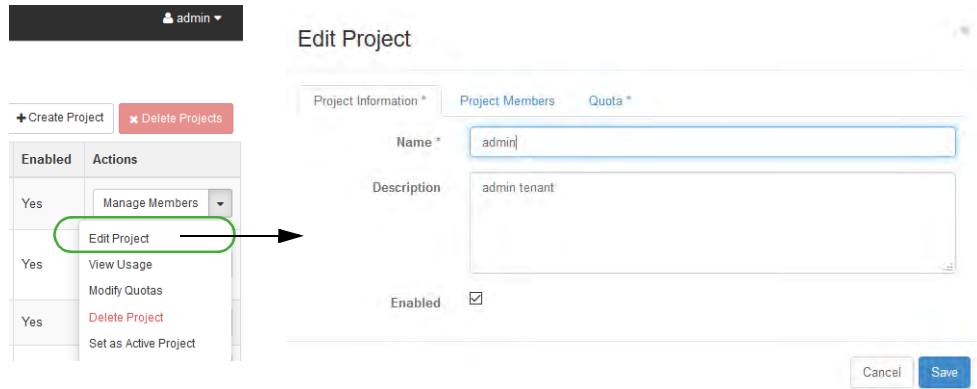 admin
Create Project
Delete Projects
Enabled Actions
Yes Manage Members
Edit Project
View Usage
Yes
Modify Quotas
Delete Project
Yes
Set as Active Project
Edit Project
Project Information * Project Members Quota *
Name * admin
Description admin tenant
Enabled
Cancel Save